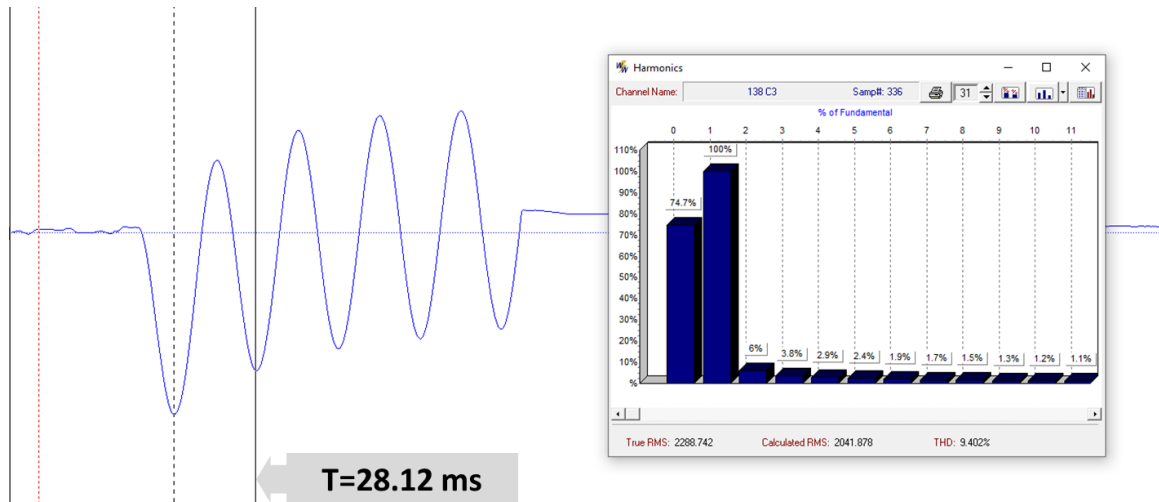 Harmonics
Channel Name: 138 C3 Samp#: 336 31
% of Fundamental
0 1 2 3 4 5 6 7 8 9 10 11
110%
100%
90%
80%
70%
60%
50%
40%
30%
20%
10%
%
74.7% 100% 6% 3.8% 2.9% 2.4% 1.9% 1.7% 1.5% 1.3% 1.2% 1.1%
True RMS: 2288.742 Calculated RMS: 2041.878 THD: 9.402%
T=28.12 ms